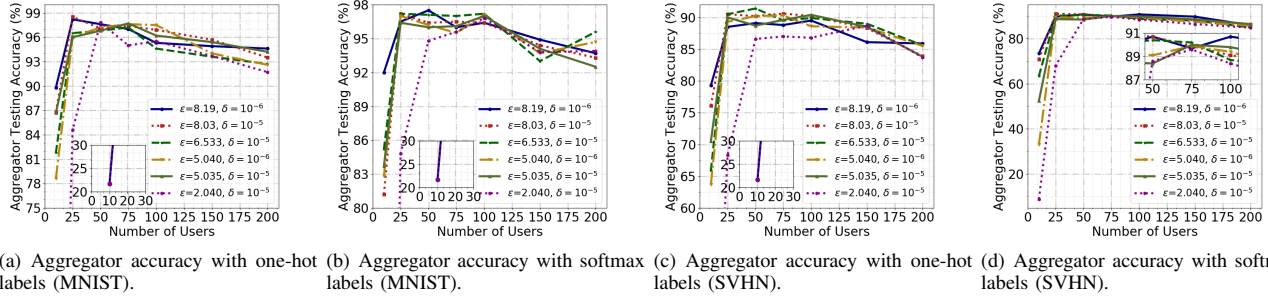 Aggregator Testing Accuracy (%)
99
96
93
90
87
84
81
78
75
0 25 50 75 100 125 150 175 200
Number of Users
ε=8.19, δ = 10⁻⁶
ε=8.03, δ = 10⁻⁵
ε=6.533, δ = 10⁻⁵
ε=5.040, δ = 10⁻⁶
ε=5.035, δ = 10⁻⁵
ε=2.040, δ = 10⁻⁵
30
25
20
0 10 20 30
Aggregator Testing Accuracy (%)
98
95
92
89
86
83
80
0 25 50 75 100 125 150 175 200
Number of Users
ε=8.19, δ = 10⁻⁶
ε=8.03, δ = 10⁻⁵
ε=6.533, δ = 10⁻⁵
ε=5.040, δ = 10⁻⁶
ε=5.035, δ = 10⁻⁵
ε=2.040, δ = 10⁻⁵
30
25
20
0 10 20 30
Aggregator Testing Accuracy (%)
90
85
80
75
70
65
60
0 25 50 75 100 125 150 175 200
Number of Users
ε=8.19, δ = 10⁻⁶
ε=8.03, δ = 10⁻⁵
ε=6.533, δ = 10⁻⁵
ε=5.040, δ = 10⁻⁶
ε=5.035, δ = 10⁻⁵
ε=2.040, δ = 10⁻⁵
30
25
20
0 10 20 30
Aggregator Testing Accuracy (%)
80
60
40
20
0 25 50 75 100 125 150 175 200
Number of Users
91
89
87
50 75 100
ε=8.19, δ = 10⁻⁶
ε=8.03, δ = 10⁻⁵
ε=6.533, δ = 10⁻⁵
ε=5.040, δ = 10⁻⁶
ε=5.035, δ = 10⁻⁵
ε=2.040, δ = 10⁻⁵
(a) Aggregator accuracy with one-hot
labels (MNIST).
(b) Aggregator accuracy with softmax
labels (MNIST).
(c) Aggregator accuracy with one-hot
labels (SVHN).
(d) Aggregator accuracy with
labels (SVHN).